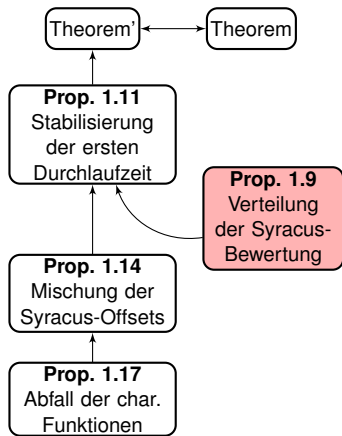 Theorem' Theorem
Prop. 1.11
Stabilisierung
der ersten
Durchlaufzeit
Prop. 1.9
Verteilung
der Syracus-
Bewertung
Prop. 1.14
Mischung der
Syracus-Offsets
Prop. 1.17
Abfall der char.
Funktionen